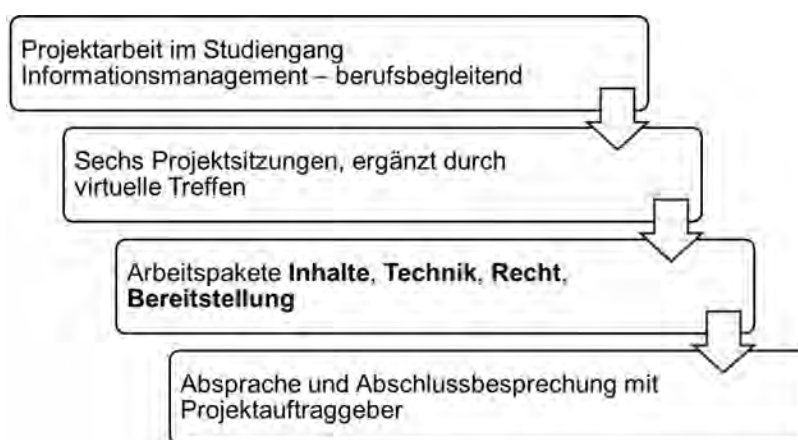 Projektarbeit im Studiengang
Informationsmanagement – berufsbegleitend
Sechs Projektsitzungen, ergänzt durch
virtuelle Treffen
Arbeitspakete Inhalte, Technik, Recht,
Bereitstellung
Absprache und Abschlussbesprechung mit
Projektauftraggeber